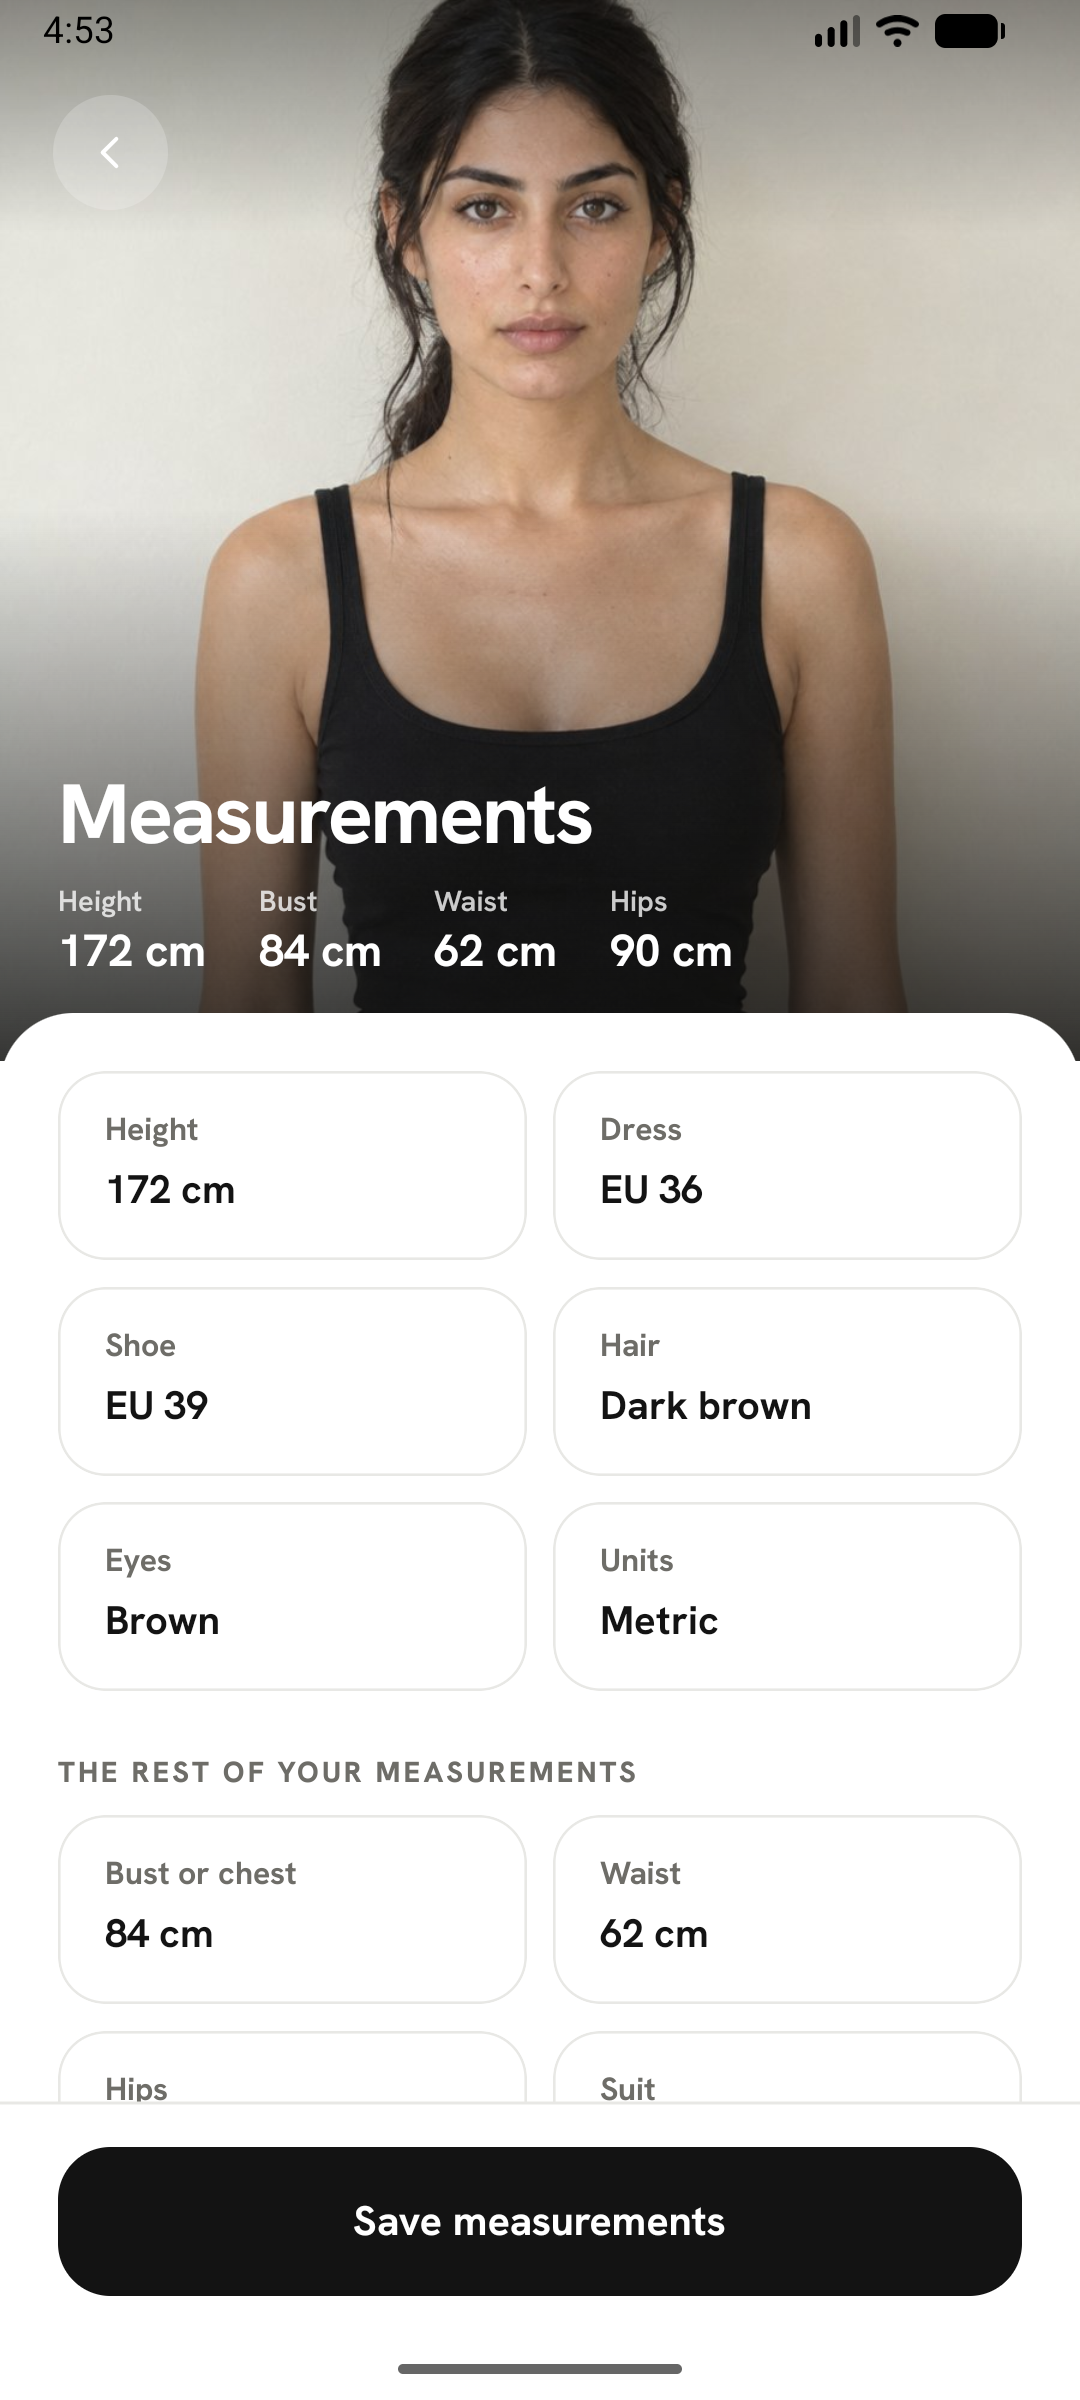 4:53
Measurements
Height Bust Waist Hips
172 cm 84 cm 62 cm 90 cm
Height Dress
172 cm EU 36
Shoe Hair
EU 39 Dark brown
Eyes Units
Brown Metric
THE REST OF YOUR MEASUREMENTS
Bust or chest Waist
84 cm 62 cm
Hips Suit
Save measurements